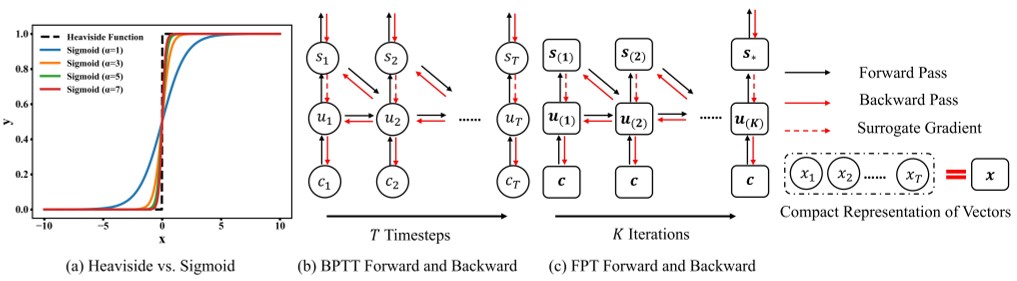 Heaviside Function
Sigmoid (α=1)
Sigmoid (α=3)
Sigmoid (α=5)
Sigmoid (α=7)
1.0
0.8
0.6
0.4
0.2
0.0
y
−10 −5 0 5 10
x
(a) Heaviside vs. Sigmoid
s1 s2 sT
u1 u2 ...... uT
c1 c2 cT
T Timesteps
(b) BPTT Forward and Backward
s(1) s(2) s*
u(1) u(2) ...... u(K)
c c c
K Iterations
(c) FPT Forward and Backward
Forward Pass
Backward Pass
Surrogate Gradient
x1 x2 ...... xT = x
Compact Representation of Vectors